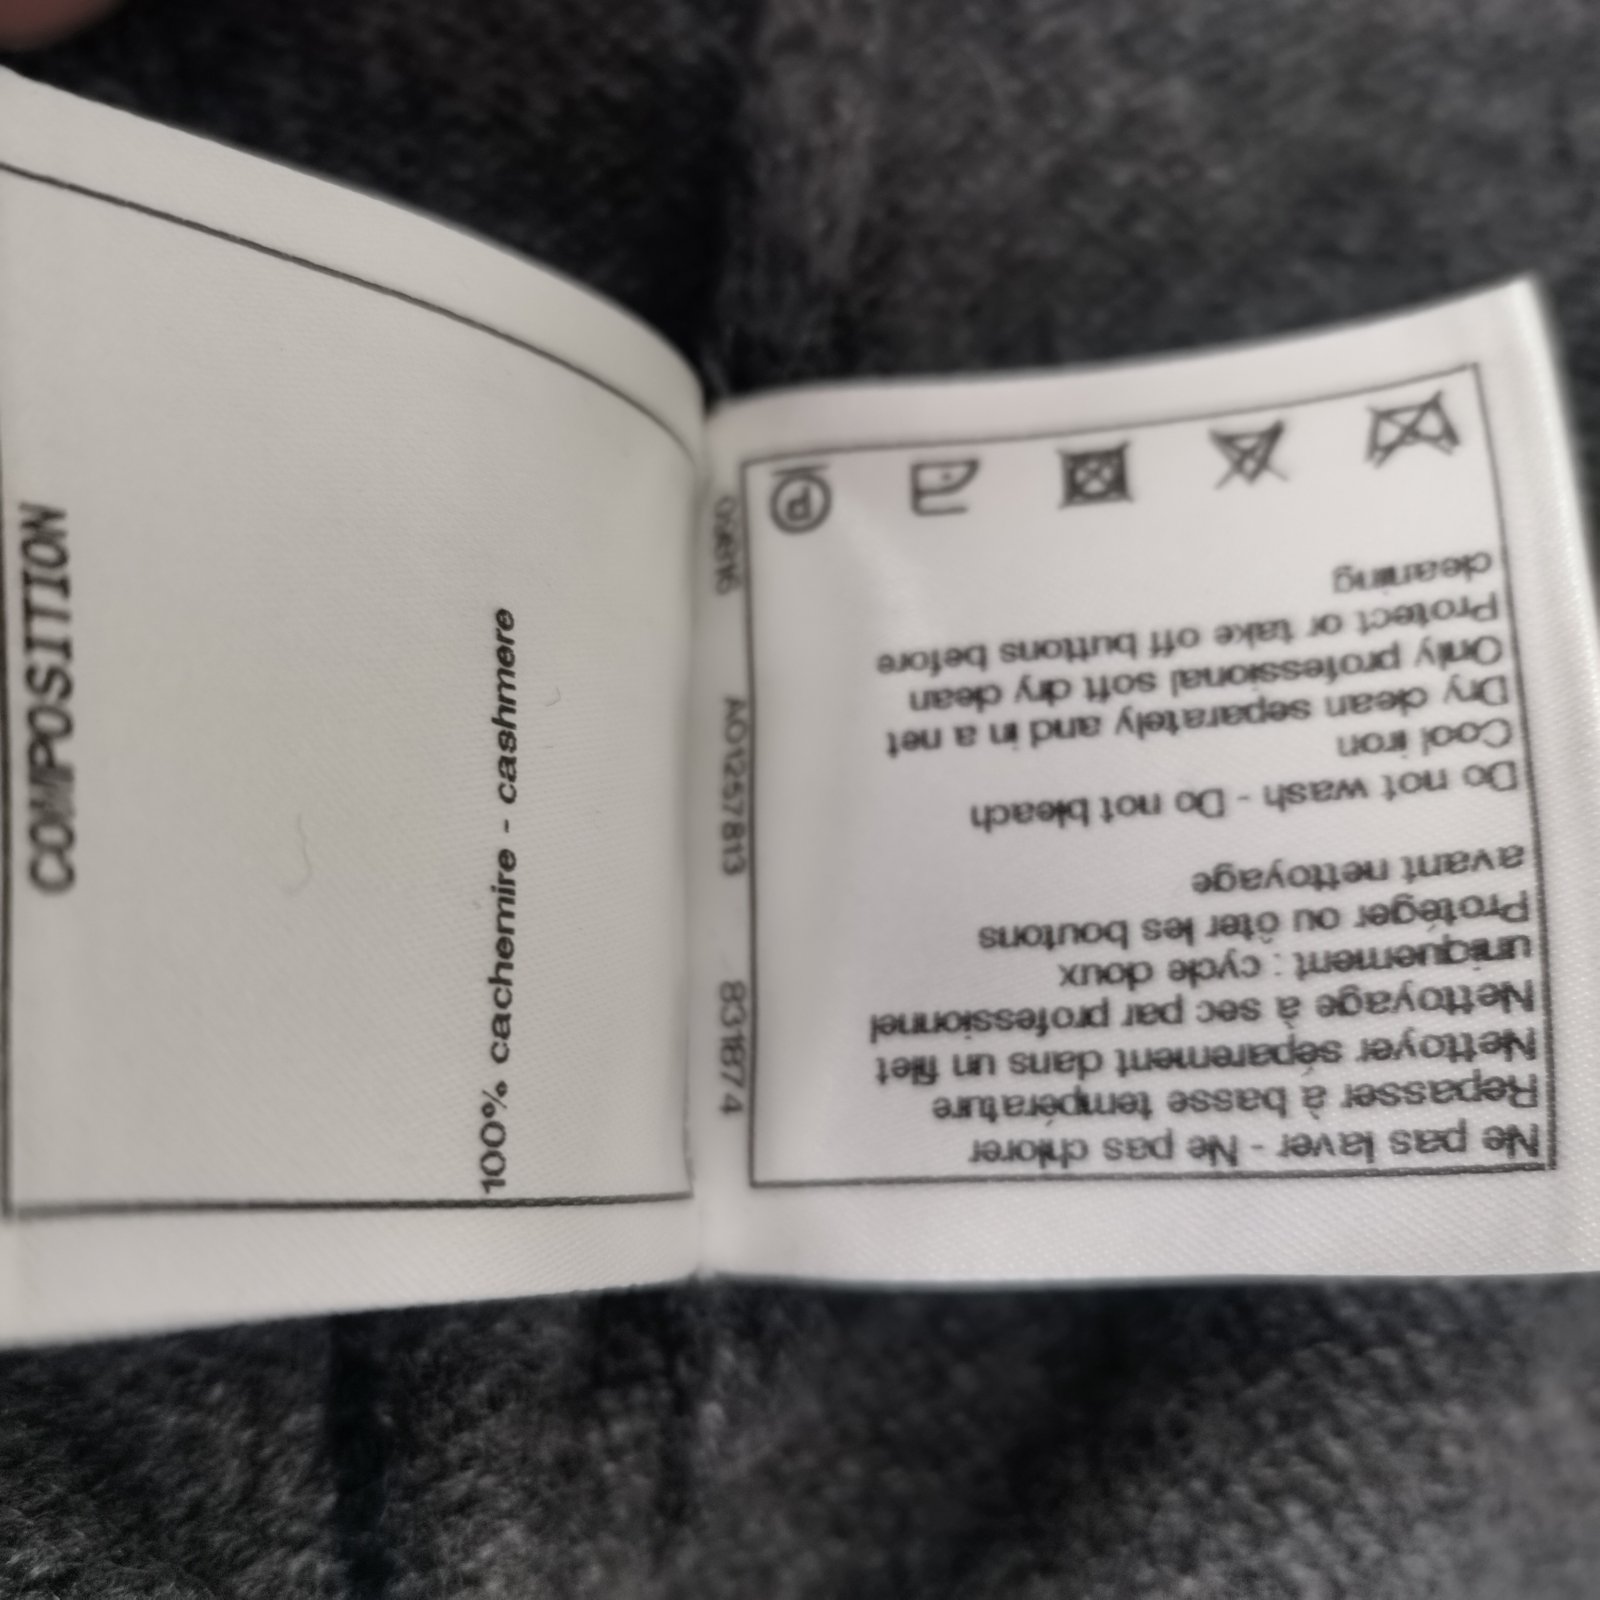 COMPOSITION
100% cachemire - cashmere
A01257813
Ne pas laver - Ne pas chlorer
Repasser à basse température
Nettoyer séparement dans un filet
Nettoyage à sec par professionnel
uniquement : cycle doux
Protéger ou ôter les boutons
avant nettoyage
Do not wash - Do not bleach
Cool iron
Dry clean separately and in a net
Only professional soft dry clean
Protect or take off buttons before
cleaning
P